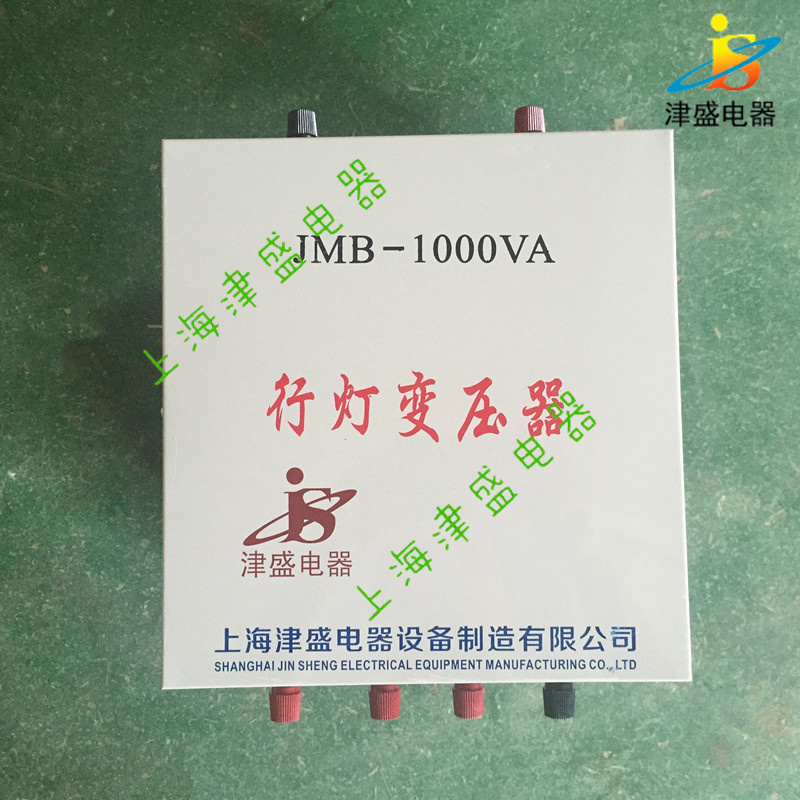 JS
津盛电器
JMB-1000VA
上海津盛电器
行灯变压器
上海津盛电器
JS
津盛电器
上海津盛电器设备制造有限公司
SHANGHAI JIN SHENG ELECTRICAL EQUIPMENT MANUFACTURING CO., LTD